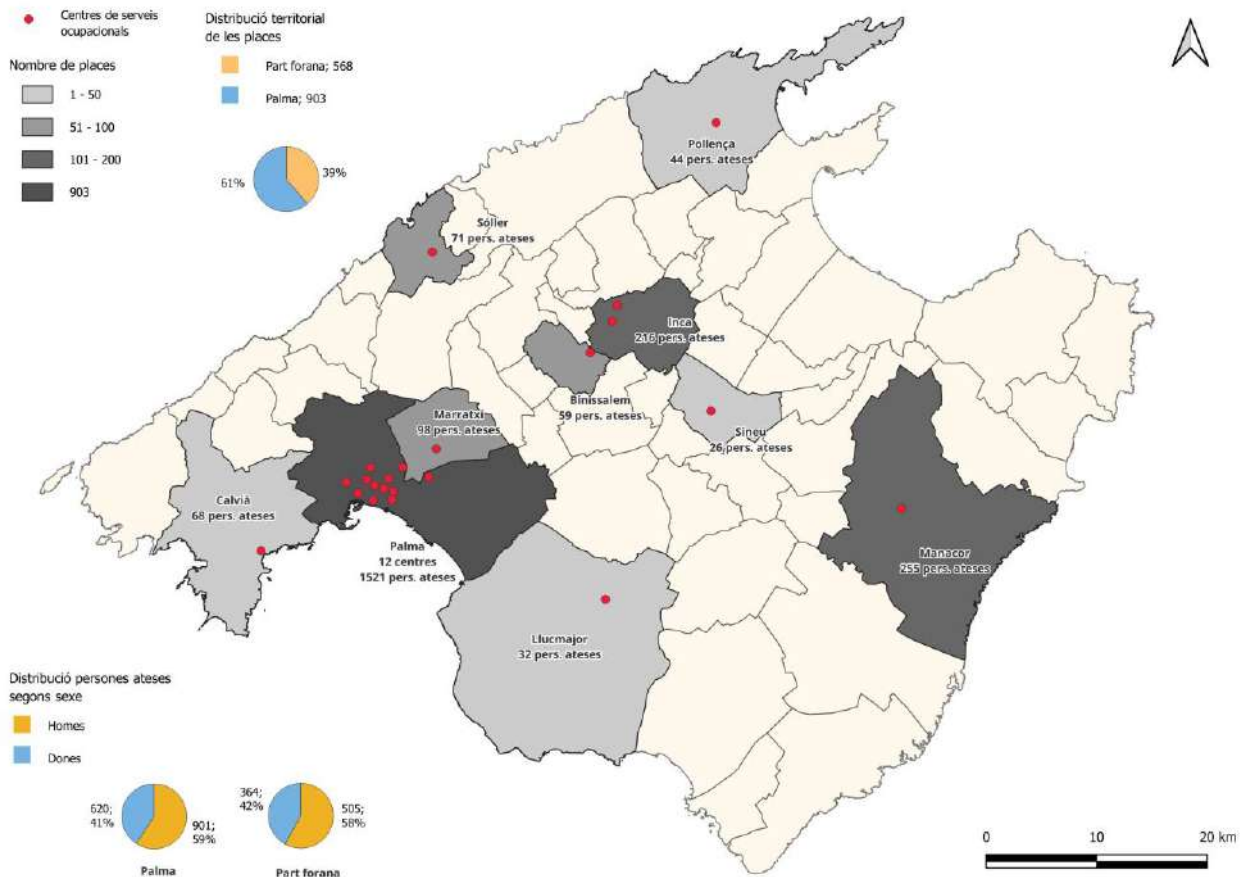 Centres de serveis
ocupacionals
Nombre de places
1 - 50
51 - 100
101 - 200
903
Distribució territorial
de les places
Part forana; 568
Palma; 903
61%
39%
Pollença
44 pers. ateses
Sóller
71 pers. ateses
Inca
216 pers. ateses
Binissalem
59 pers. ateses
Sineu
26 pers. ateses
Marratxi
98 pers. ateses
Calvià
68 pers. ateses
Palma
12 centres
1521 pers. ateses
Manacor
255 pers. ateses
Llucmajor
32 pers. ateses
Distribució persones ateses
segons sexe
Homes
Dones
620;
41%
901;
59%
Palma
364;
42%
505;
58%
Part forana
0 10 20 km